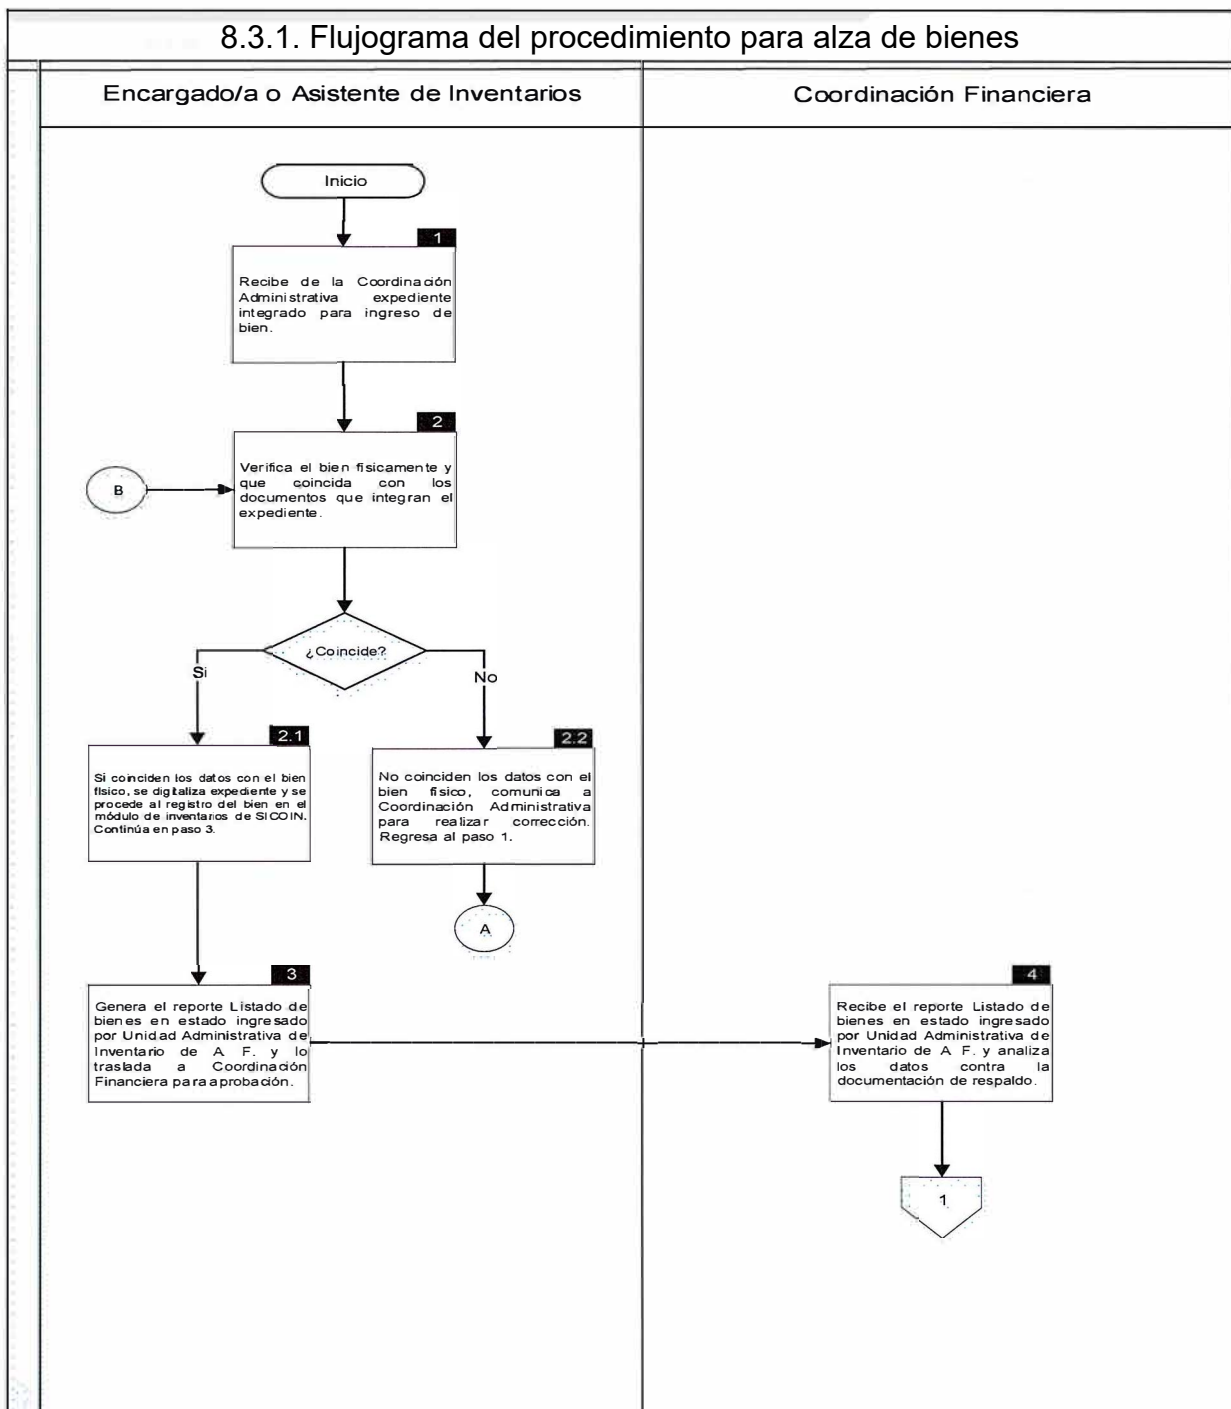 8.3.1. Flujograma del procedimiento para alza de bienes
Encargado/a o Asistente de Inventarios
Coordinación Financiera
Inicio
1
Recibe de la Coordinación
Administrativa expediente
integrado para ingreso de
bien.
2
Verifica el bien fisicamente y
que coincida con los
documentos que integran el
expediente.
B
¿Coincide?
Si
No
2.1
Si coinciden los datos con el bien
físico, se digitaliza expediente y se
procede al registro del bien en el
módulo de inventarios de SICOIN.
Continúa en paso 3.
2.2
No coinciden los datos con el
bien físico, comunica a
Coordinación Administrativa
para realizar corrección.
Regresa al paso 1.
A
3
Genera el reporte Listado de
bienes en estado ingresado
por Unidad Administrativa de
Inventario de A F. y lo
traslada a Coordinación
Financiera para aprobación.
4
Recibe el reporte Listado de
bienes en estado ingresado
por Unidad Administrativa de
Inventario de A F. y analiza
los datos contra la
documentación de respaldo.
1